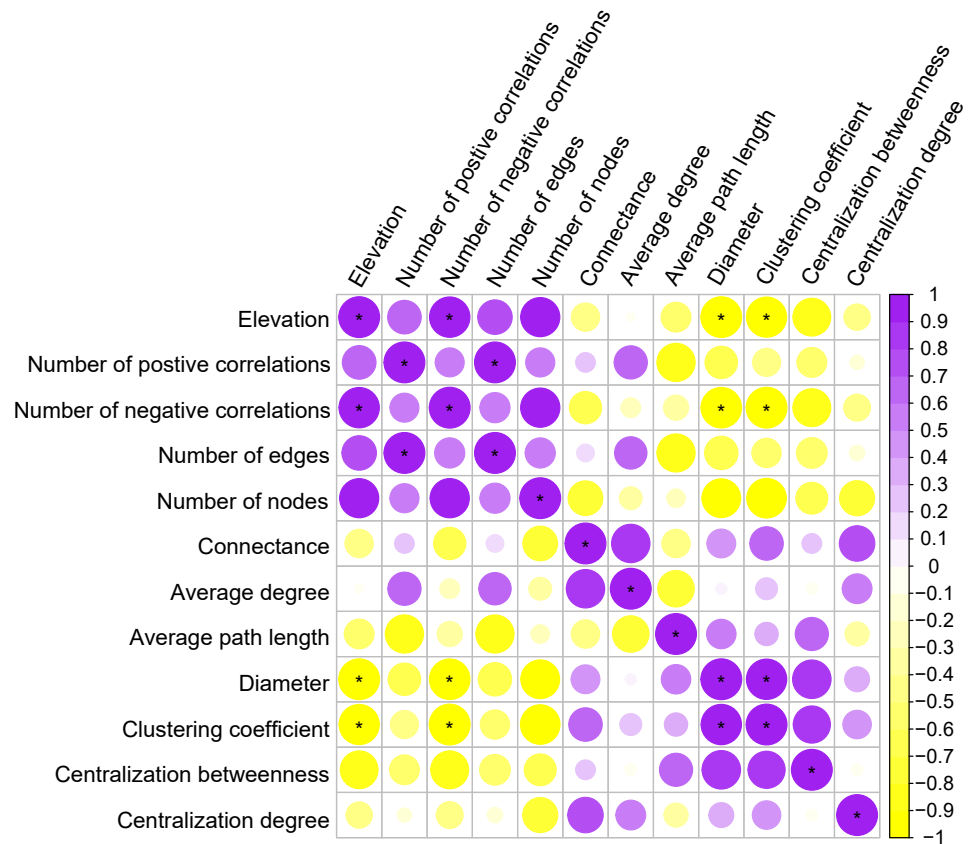 Elevation
Number of postive correlations
Number of negative correlations
Number of edges
Number of nodes
Connectance
Average degree
Average path length
Diameter
Clustering coefficient
Centralization betweenness
Centralization degree
Elevation * * * *
Number of postive correlations * *
Number of negative correlations * * * *
Number of edges * *
Number of nodes *
Connectance *
Average degree *
Average path length *
Diameter * * * *
Clustering coefficient * * * *
Centralization betweenness *
Centralization degree *
1
0.9
0.8
0.7
0.6
0.5
0.4
0.3
0.2
0.1
0
−0.1
−0.2
−0.3
−0.4
−0.5
−0.6
−0.7
−0.8
−0.9
−1